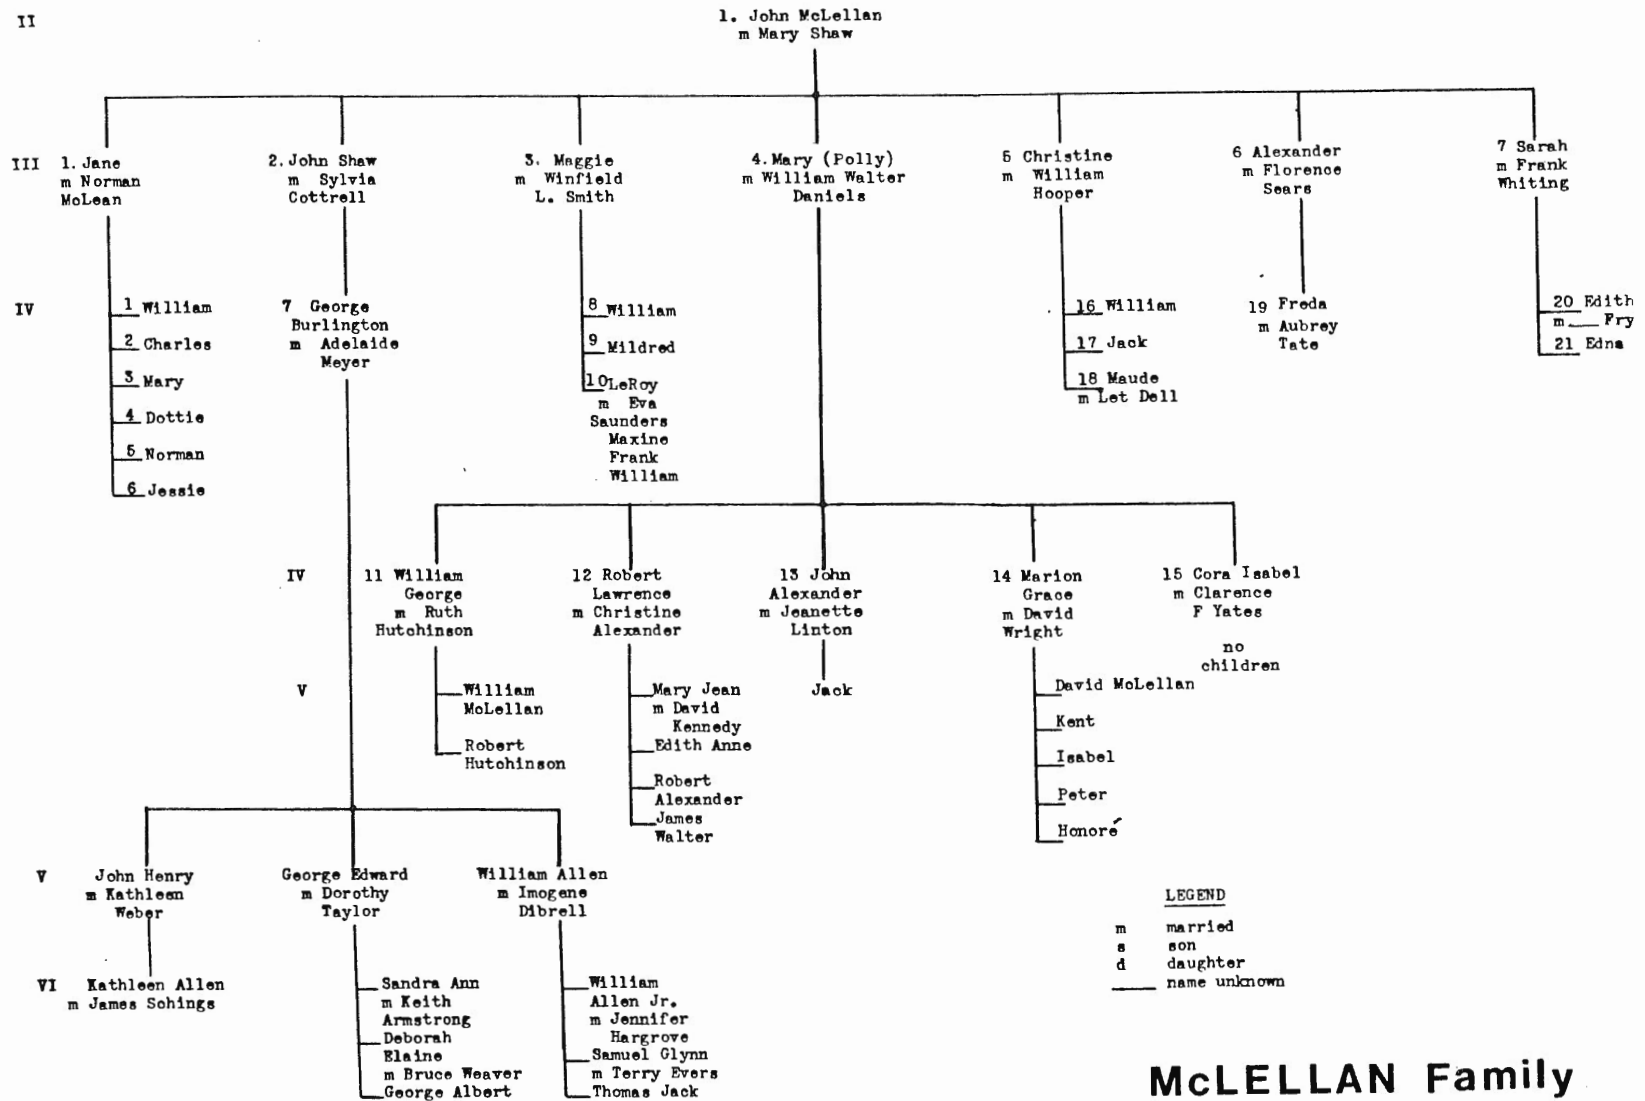 II
1. John McLellan
m Mary Shaw
III
1. Jane
m Norman
McLean
2. John Shaw
m Sylvia
Cottrell
3. Maggie
m Winfield
L. Smith
4. Mary (Polly)
m William Walter
Daniels
5 Christine
m William
Hooper
6 Alexander
m Florence
Sears
7 Sarah
m Frank
Whiting
IV
1 William
2 Charles
3 Mary
4 Dottie
5 Norman
6 Jessie
7 George
Burlington
m Adelaide
Meyer
8 William
9 Mildred
10 LeRoy
m Eva
Saunders
Maxine
Frank
William
16 William
17 Jack
18 Maude
m Let Dell
19 Freda
m Aubrey
Tate
20 Edith
m ___ Fry
21 Edna
IV
11 William
George
m Ruth
Hutchinson
12 Robert
Lawrence
m Christine
Alexander
13 John
Alexander
m Jeanette
Linton
14 Marion
Grace
m David
Wright
15 Cora Isabel
m Clarence
F Yates
no
children
V
William
McLellan
Robert
Hutchinson
Mary Jean
m David
Kennedy
Edith Anne
Robert
Alexander
James
Walter
Jack
David McLellan
Kent
Isabel
Peter
Honoré
V
John Henry
m Kathleen
Weber
George Edward
m Dorothy
Taylor
William Allen
m Imogene
Dibrell
VI
Kathleen Allen
m James Sohings
Sandra Ann
m Keith
Armstrong
Deborah
Elaine
m Bruce Weaver
George Albert
William
Allen Jr.
m Jennifer
Hargrove
Samuel Glynn
m Terry Evers
Thomas Jack
LEGEND
m married
s son
d daughter
___ name unknown
McLELLAN Family